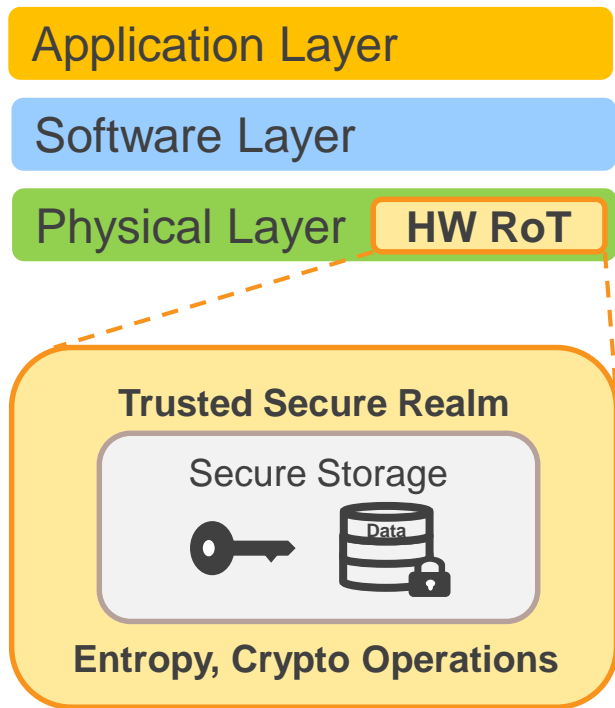 Application Layer
Software Layer
Physical Layer HW RoT
Trusted Secure Realm
Secure Storage
Data
Entropy, Crypto Operations